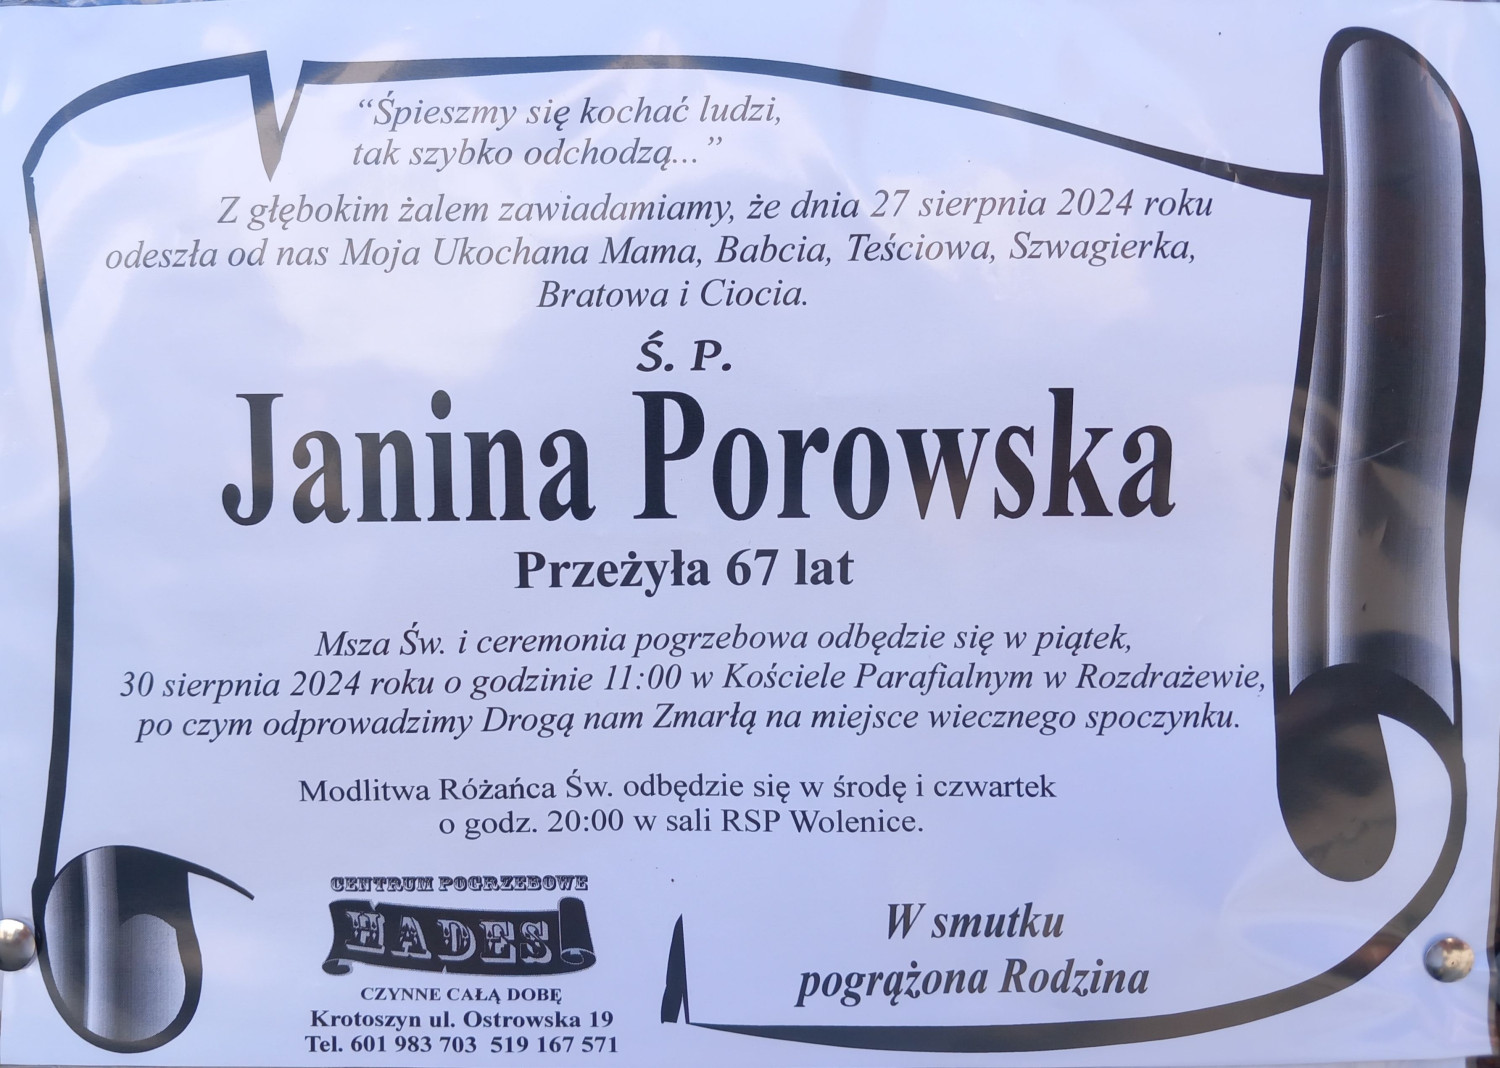 “Śpieszmy się kochać ludzi,
tak szybko odchodzą...”
Z głębokim żalem zawiadamiamy, że dnia 27 sierpnia 2024 roku
odeszła od nas Moja Ukochana Mama, Babcia, Teściowa, Szwagierka,
Bratowa i Ciocia.
Ś. P.
Janina Porowska
Przeżyła 67 lat
Msza Św. i ceremonia pogrzebowa odbędzie się w piątek,
30 sierpnia 2024 roku o godzinie 11:00 w Kościele Parafialnym w Rozdrażewie,
po czym odprowadzimy Drogą nam Zmarłą na miejsce wiecznego spoczynku.
Modlitwa Różańca Św. odbędzie się w środę i czwartek
o godz. 20:00 w sali RSP Wolenice.
CENTRUM POGRZEBOWE
HADES
CZYNNE CAŁĄ DOBĘ
Krotoszyn ul. Ostrowska 19
Tel. 601 983 703 519 167 571
W smutku
pogrążona Rodzina